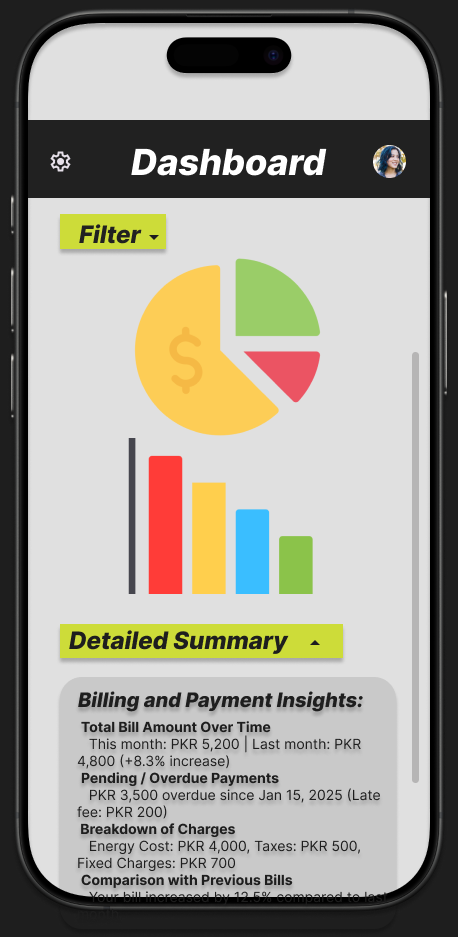 Dashboard
Filter
$
Detailed Summary
Billing and Payment Insights:
Total Bill Amount Over Time
This month: PKR 5,200 | Last month: PKR
4,800 (+8.3% increase)
Pending / Overdue Payments
PKR 3,500 overdue since Jan 15, 2025 (Late
fee: PKR 200)
Breakdown of Charges
Energy Cost: PKR 4,000, Taxes: PKR 500,
Fixed Charges: PKR 700
Comparison with Previous Bills
Your bill increased by 12.5% compared to last